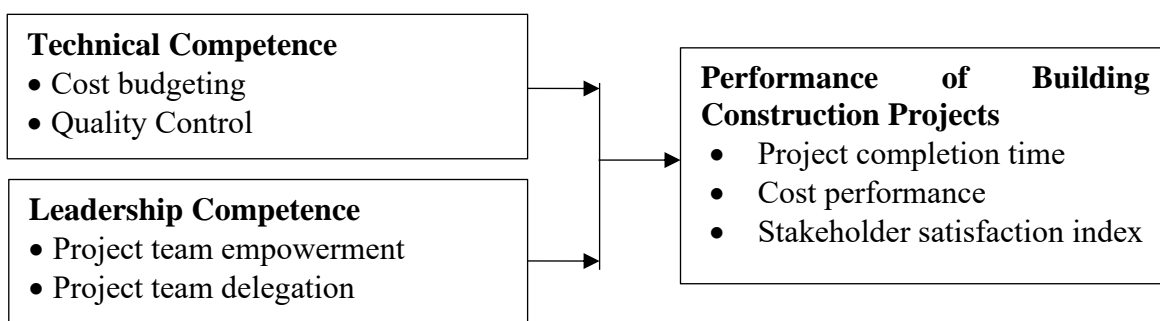 Technical Competence
• Cost budgeting
• Quality Control
Leadership Competence
• Project team empowerment
• Project team delegation
Performance of Building
Construction Projects
• Project completion time
• Cost performance
• Stakeholder satisfaction index